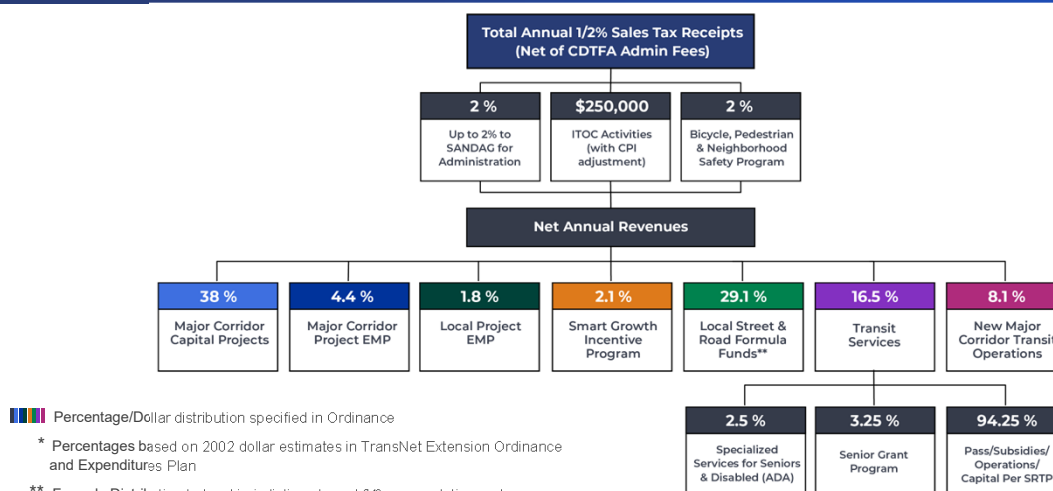 Total Annual 1/2% Sales Tax Receipts
(Net of CDTFA Admin Fees)
2 %
Up to 2% to
SANDAG for
Administration
$250,000
ITOC Activities
(with CPI
adjustment)
2 %
Bicycle, Pedestrian
& Neighborhood
Safety Program
Net Annual Revenues
38 %
Major Corridor
Capital Projects
4.4 %
Major Corridor
Project EMP
1.8 %
Local Project
EMP
2.1 %
Smart Growth
Incentive
Program
29.1 %
Local Street &
Road Formula
Funds**
16.5 %
Transit
Services
8.1 %
New Major
Corridor Transit
Operations
2.5 %
Specialized
Services for Seniors
& Disabled (ADA)
3.25 %
Senior Grant
Program
94.25 %
Pass/Subsidies/
Operations/
Capital Per SRTP
Percentage/Dollar distribution specified in Ordinance
* Percentages based on 2002 dollar estimates in TransNet Extension Ordinance
and Expenditures Plan
**